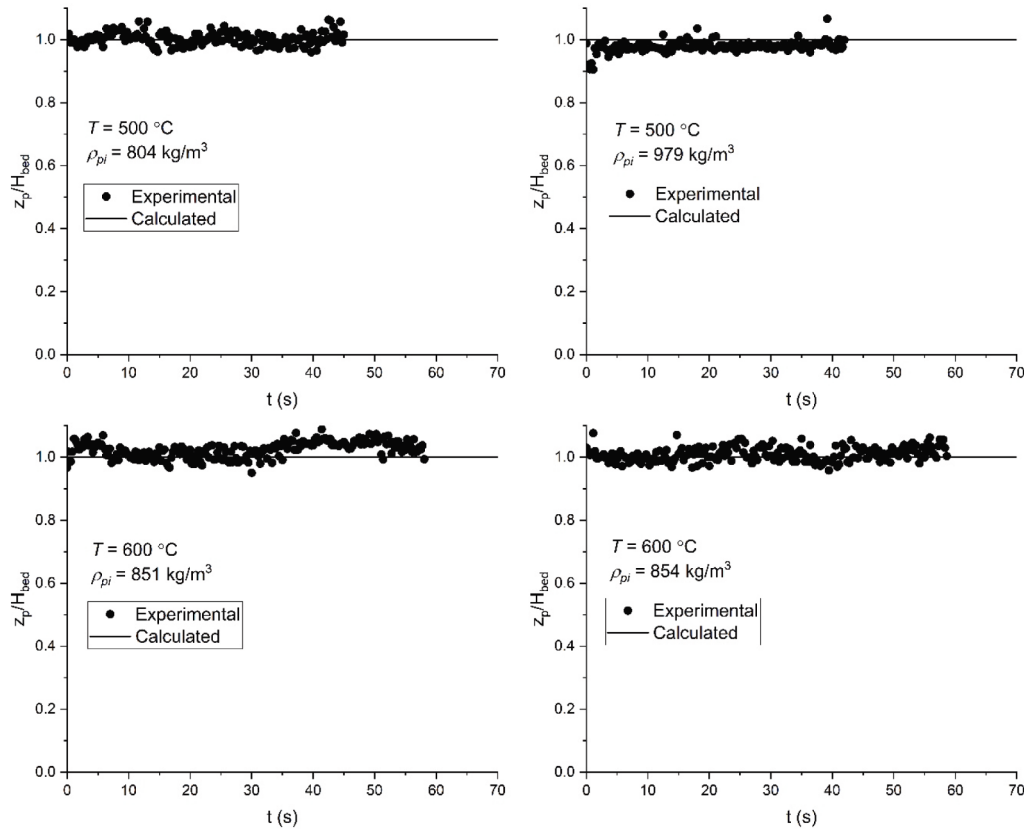 1.0
0.8
0.6
0.4
0.2
0.0
z_p/H_bed
T = 500 °C
ρ_pi = 804 kg/m³
Experimental
Calculated
0 10 20 30 40 50 60 70
t (s)
1.0
0.8
0.6
0.4
0.2
0.0
z_p/H_bed
T = 500 °C
ρ_pi = 979 kg/m³
Experimental
Calculated
0 10 20 30 40 50 60 70
t (s)
1.0
0.8
0.6
0.4
0.2
0.0
z_p/H_bed
T = 600 °C
ρ_pi = 851 kg/m³
Experimental
Calculated
0 10 20 30 40 50 60 70
t (s)
1.0
0.8
0.6
0.4
0.2
0.0
z_p/H_bed
T = 600 °C
ρ_pi = 854 kg/m³
Experimental
Calculated
0 10 20 30 40 50 60 70
t (s)